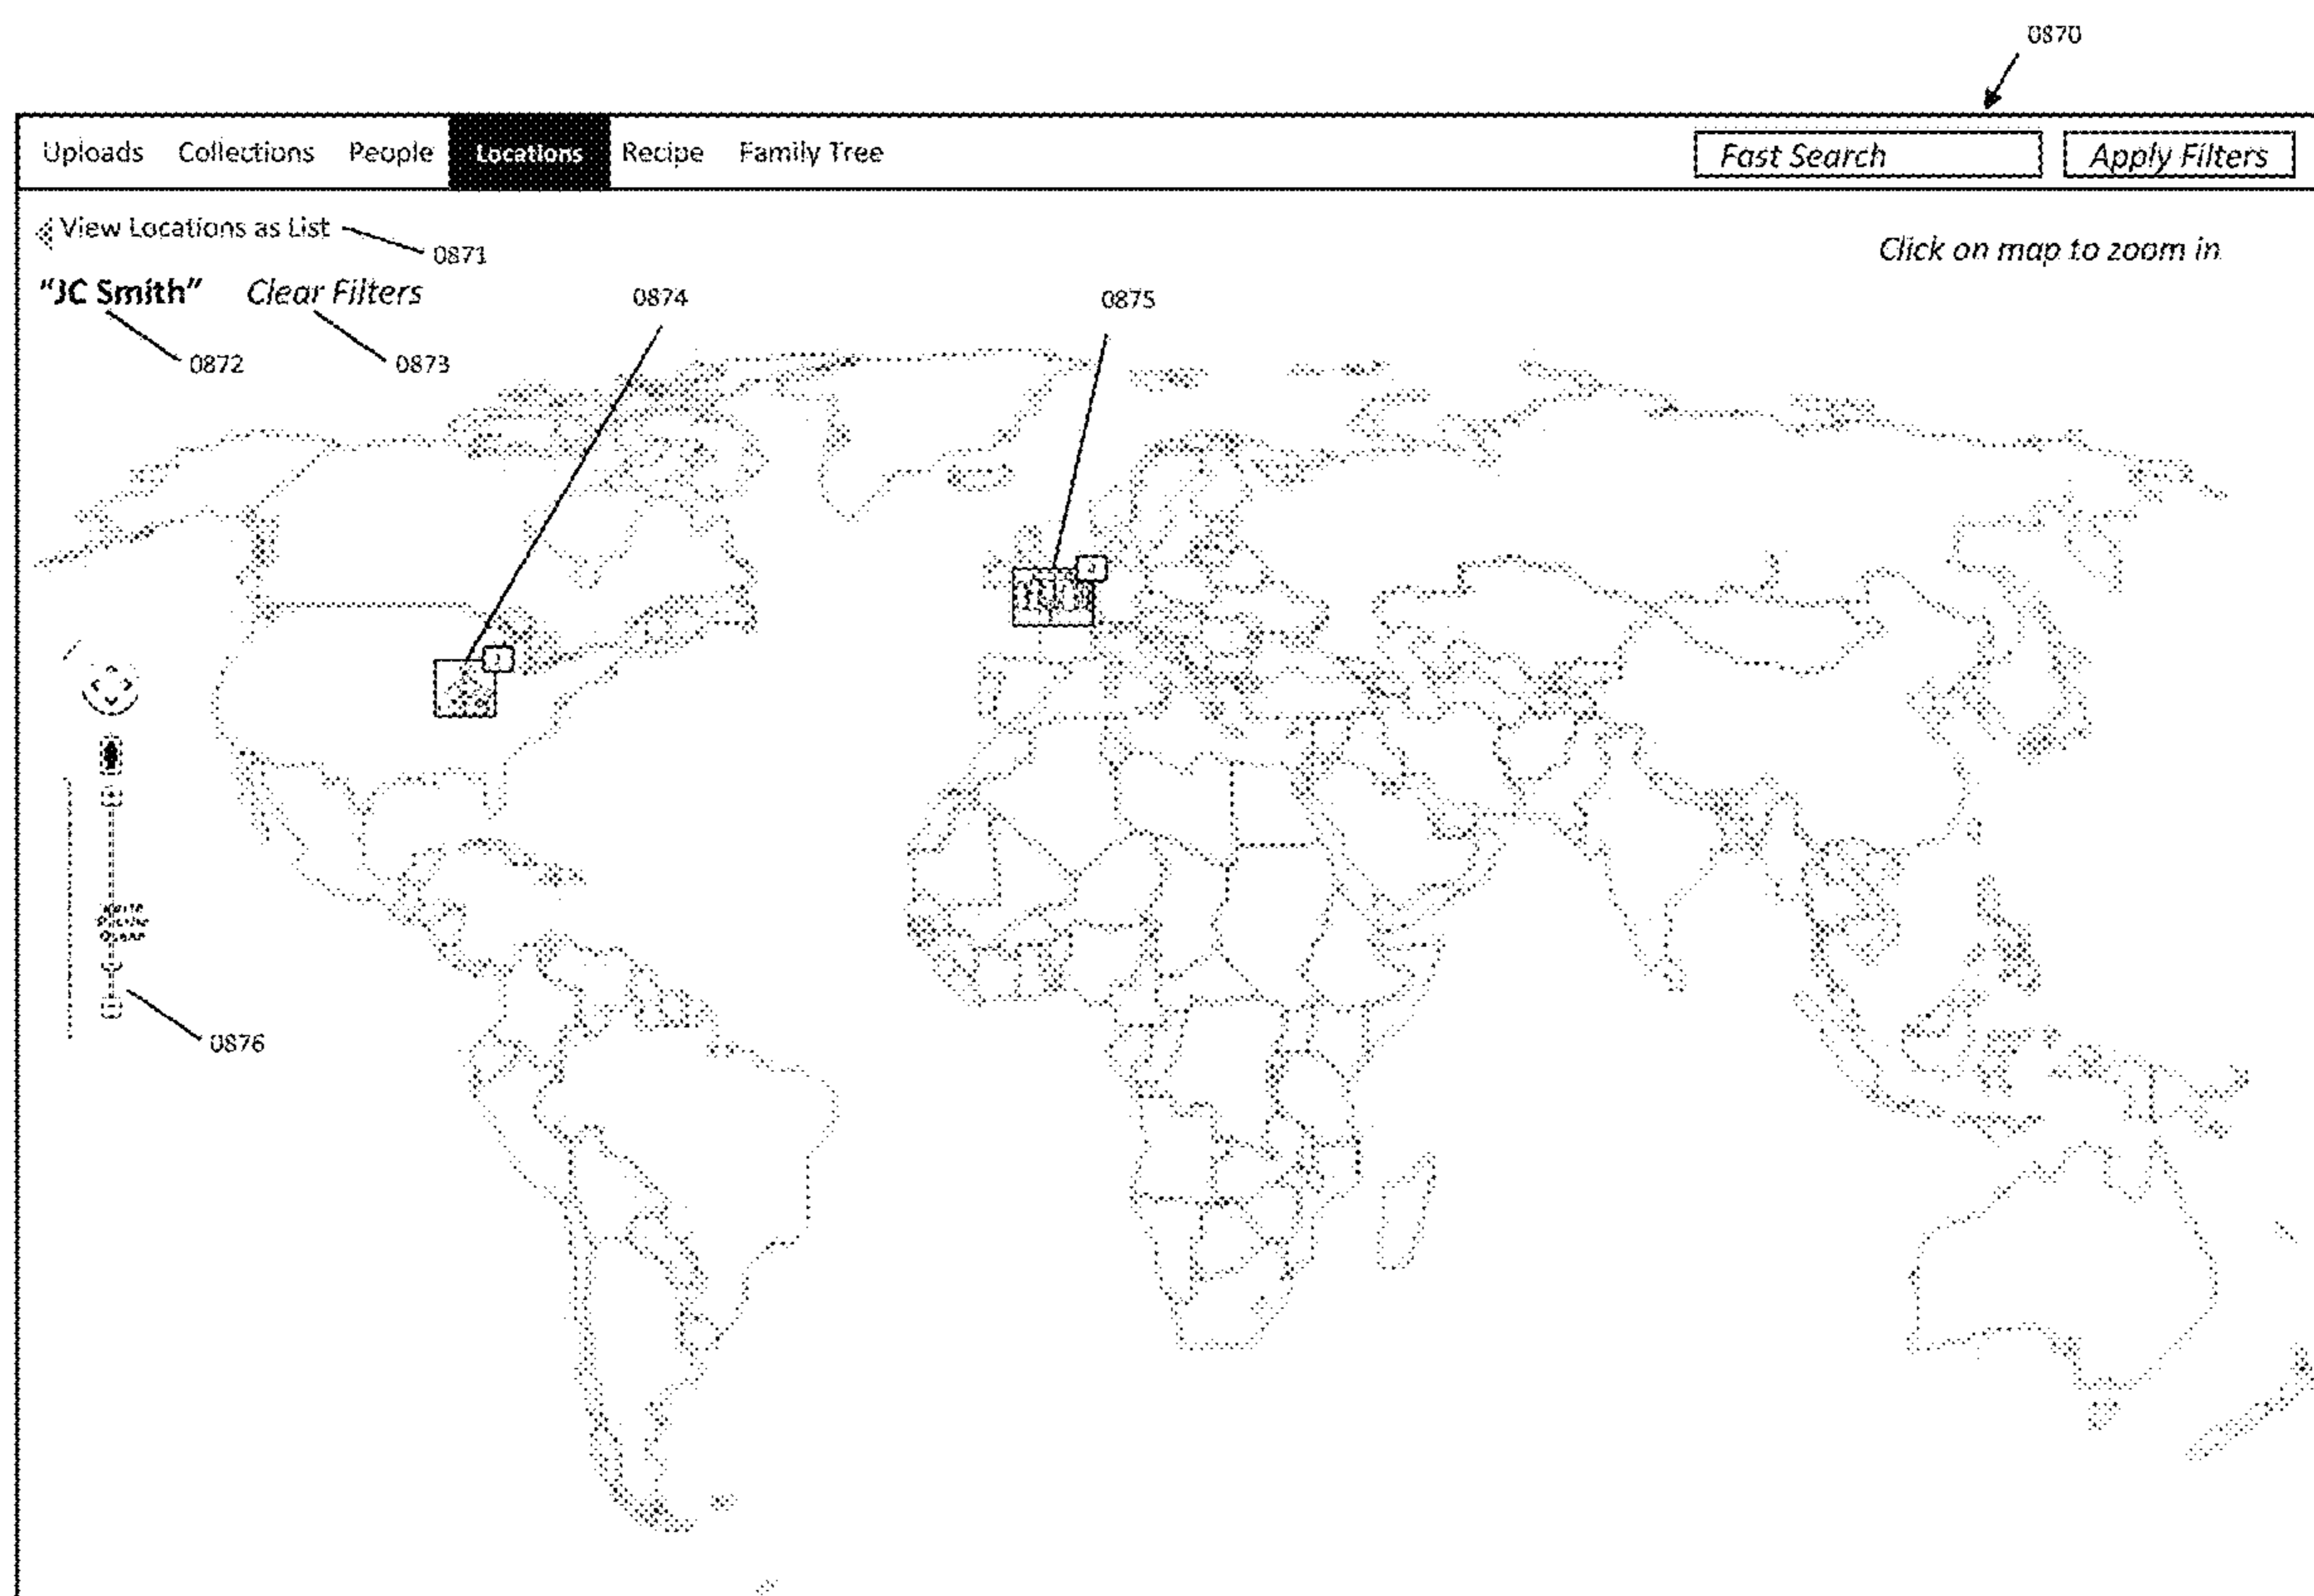 0870
Uploads Collections People Locations Recipe Family Tree Fast Search Apply Filters
View Locations as List
0871
Click on map to zoom in
"JC Smith" Clear Filters
0874
0875
0872
0873
0876